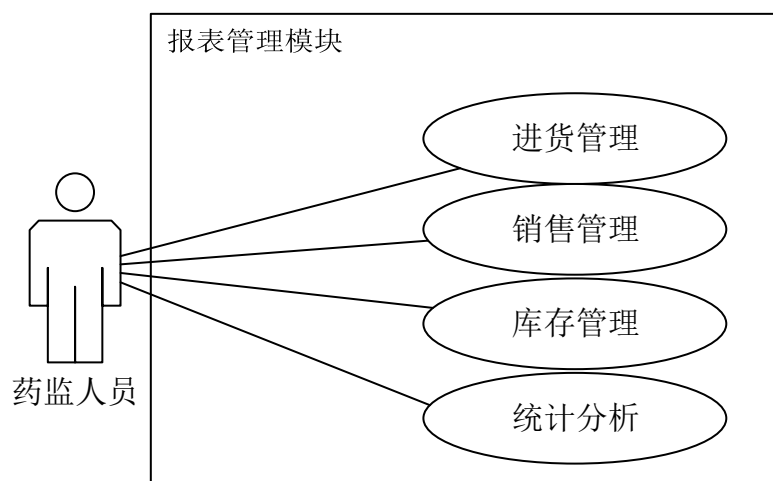 报表管理模块
进货管理
销售管理
库存管理
药监人员
统计分析